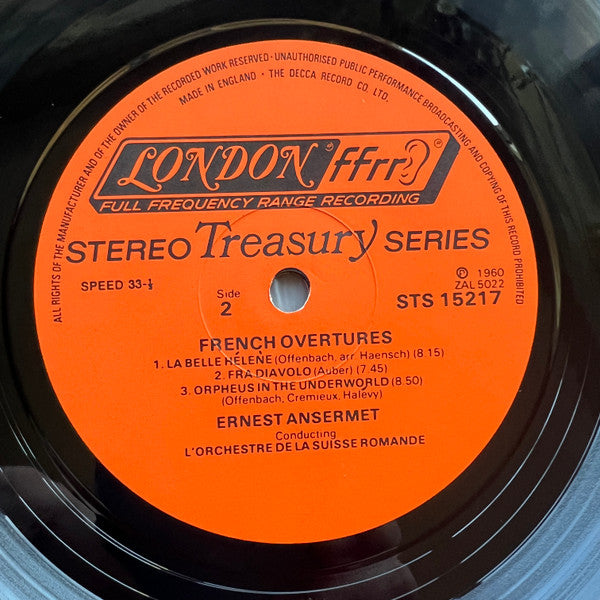 ALL RIGHTS OF THE MANUFACTURER AND OF THE OWNER OF THE RECORDED WORK RESERVED · UNAUTHORISED PUBLIC PERFORMANCE BROADCASTING AND COPYING OF THIS RECORD PROHIBITED
MADE IN ENGLAND · THE DECCA RECORD CO. LTD.
LONDON ffrr ®
FULL FREQUENCY RANGE RECORDING
STEREO Treasury SERIES
SPEED 33-⅓
℗ 1960
ZAL 5022
Side
2
STS 15217
FRENCH OVERTURES
1. LA BELLE HELENE (Offenbach, arr. Haensch) (8.15)
2. FRA DIAVOLO (Auber) (7.45)
3. ORPHEUS IN THE UNDERWORLD (8.50)
(Offenbach, Cremieux, Halévy)
ERNEST ANSERMET
Conducting
L'ORCHESTRE DE LA SUISSE ROMANDE